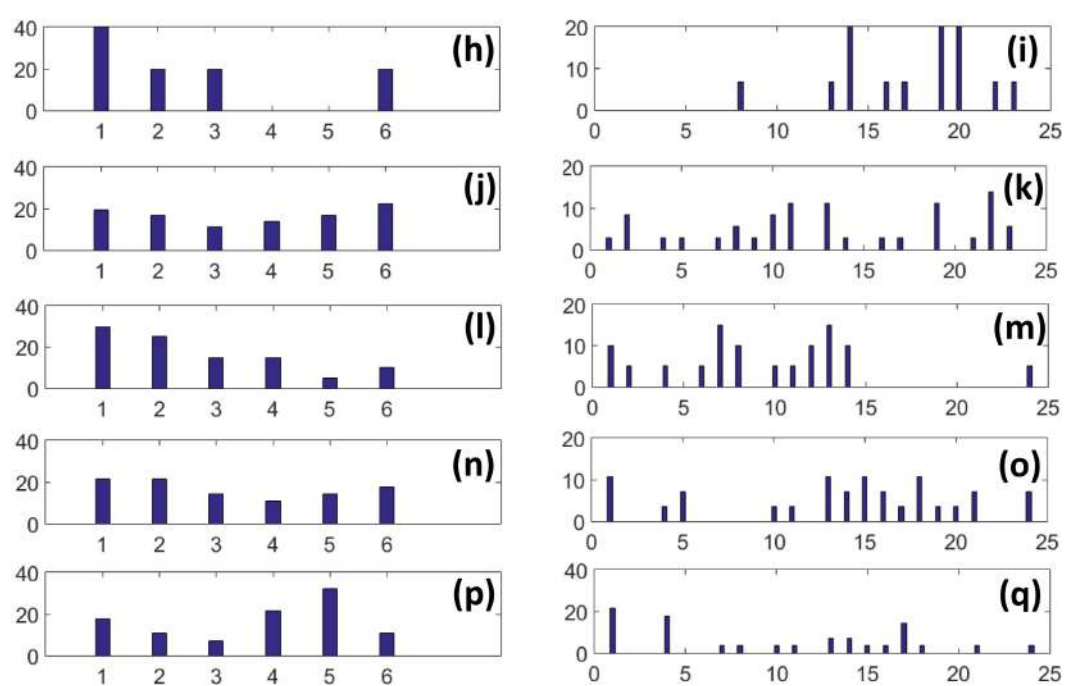 40 20 0 (h) 1 2 3 4 5 6
20 10 0 (i) 0 5 10 15 20 25
40 20 0 (j) 1 2 3 4 5 6
20 10 0 (k) 0 5 10 15 20 25
40 20 0 (l) 1 2 3 4 5 6
20 10 0 (m) 0 5 10 15 20 25
40 20 0 (n) 1 2 3 4 5 6
20 10 0 (o) 0 5 10 15 20 25
40 20 0 (p) 1 2 3 4 5 6
40 20 0 (q) 0 5 10 15 20 25